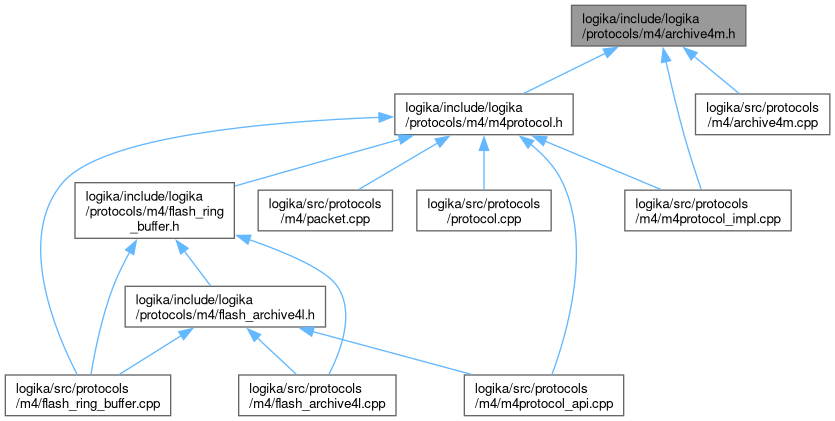 logika/include/logika
/protocols/m4/archive4m.h
logika/include/logika
/protocols/m4/m4protocol.h
logika/src/protocols
m4/archive4m.cpp
logika/include/logika
/protocols/m4/flash_ring
_buffer.h
logika/src/protocols
/m4/packet.cpp
logika/src/protocols
/protocol.cpp
logika/src/protocols
/m4/m4protocol_impl.cpp
logika/include/logika
/protocols/m4/flash_archive4l.h
logika/src/protocols
/m4/flash_ring_buffer.cpp
logika/src/protocols
/m4/flash_archive4l.cpp
logika/src/protocols
/m4/m4protocol_api.cpp